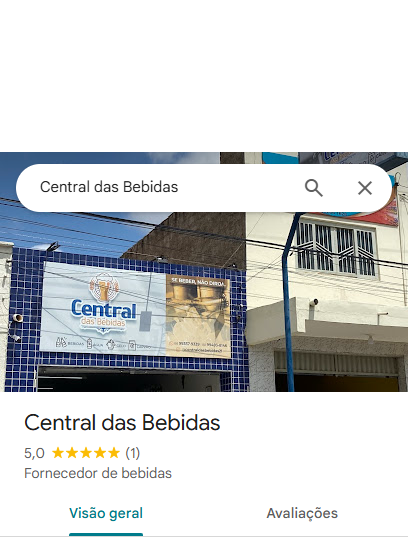 Central das Bebidas
SE BEBER, NÃO DIRIJA.
Central
das Bebidas
Central das Bebidas
5,0 ★★★★★ (1)
Fornecedor de bebidas
Visão geral
Avaliações